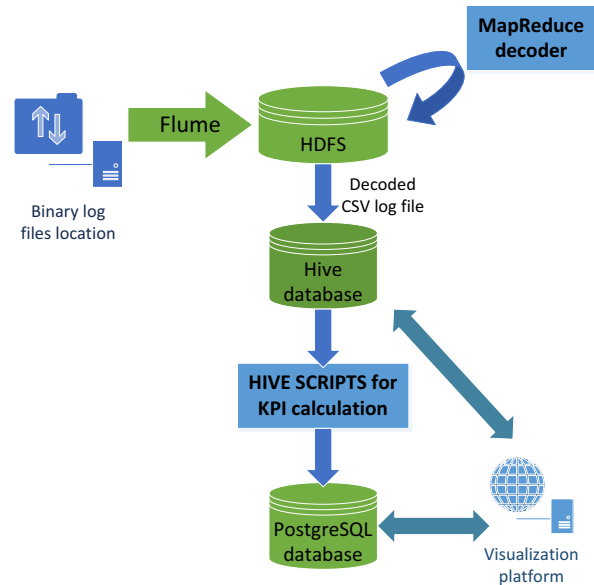 MapReduce
decoder
Flume
HDFS
Binary log
files location
Decoded
CSV log file
Hive
database
HIVE SCRIPTS for
KPI calculation
PostgreSQL
database
Visualization
platform